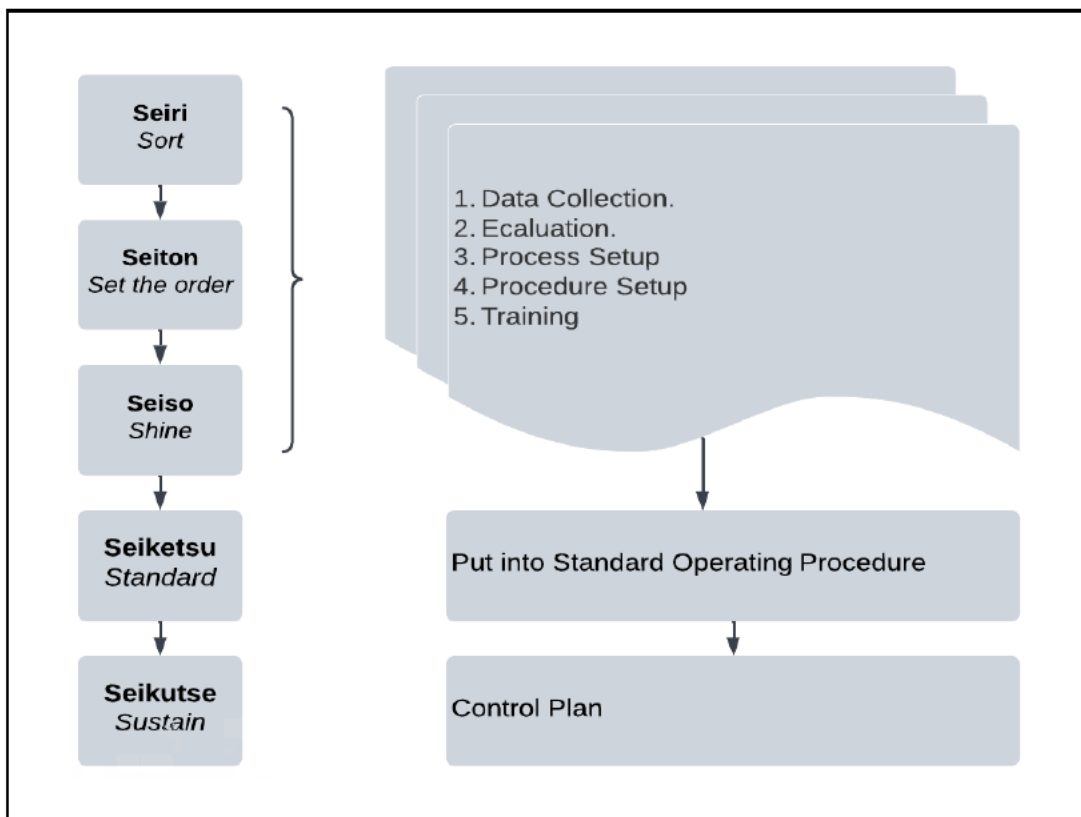 Seiri
Sort
Seiton
Set the order
Seiso
Shine
Seiketsu
Standard
Seikutse
Sustain
1. Data Collection.
2. Ecaluation.
3. Process Setup
4. Procedure Setup
5. Training
Put into Standard Operating Procedure
Control Plan